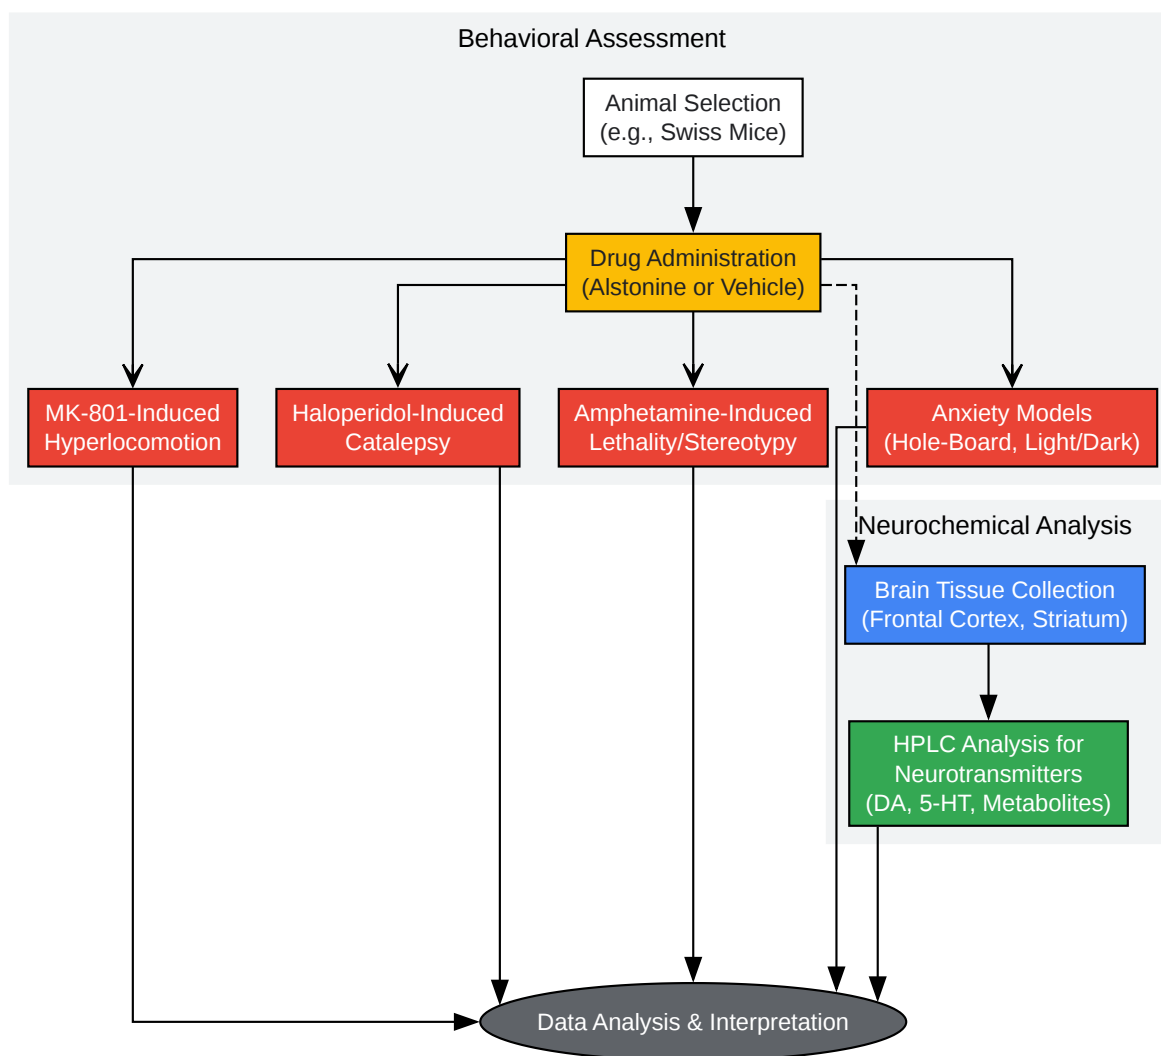 Behavioral Assessment
Animal Selection
(e.g., Swiss Mice)
Drug Administration
(Alstonine or Vehicle)
MK-801-Induced
Hyperlocomotion
Haloperidol-Induced
Catalepsy
Amphetamine-Induced
Lethality/Stereotypy
Anxiety Models
(Hole-Board, Light/Dark)
Neurochemical Analysis
Brain Tissue Collection
(Frontal Cortex, Striatum)
HPLC Analysis for
Neurotransmitters
(DA, 5-HT, Metabolites)
Data Analysis & Interpretation